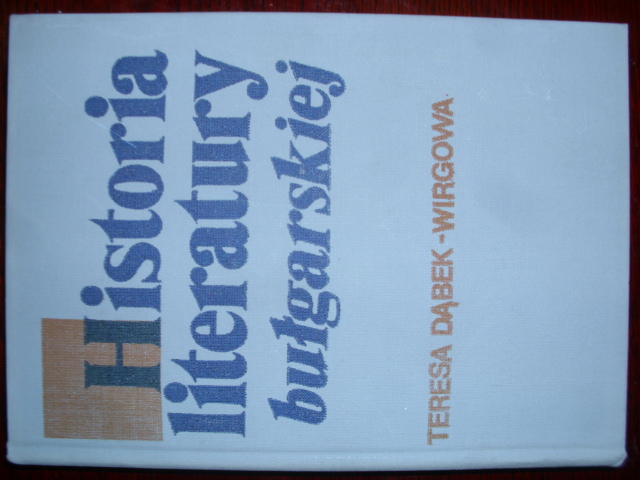 Historia
literatury
bułgarskiej
TERESA DĄBEK-WIRGOWA